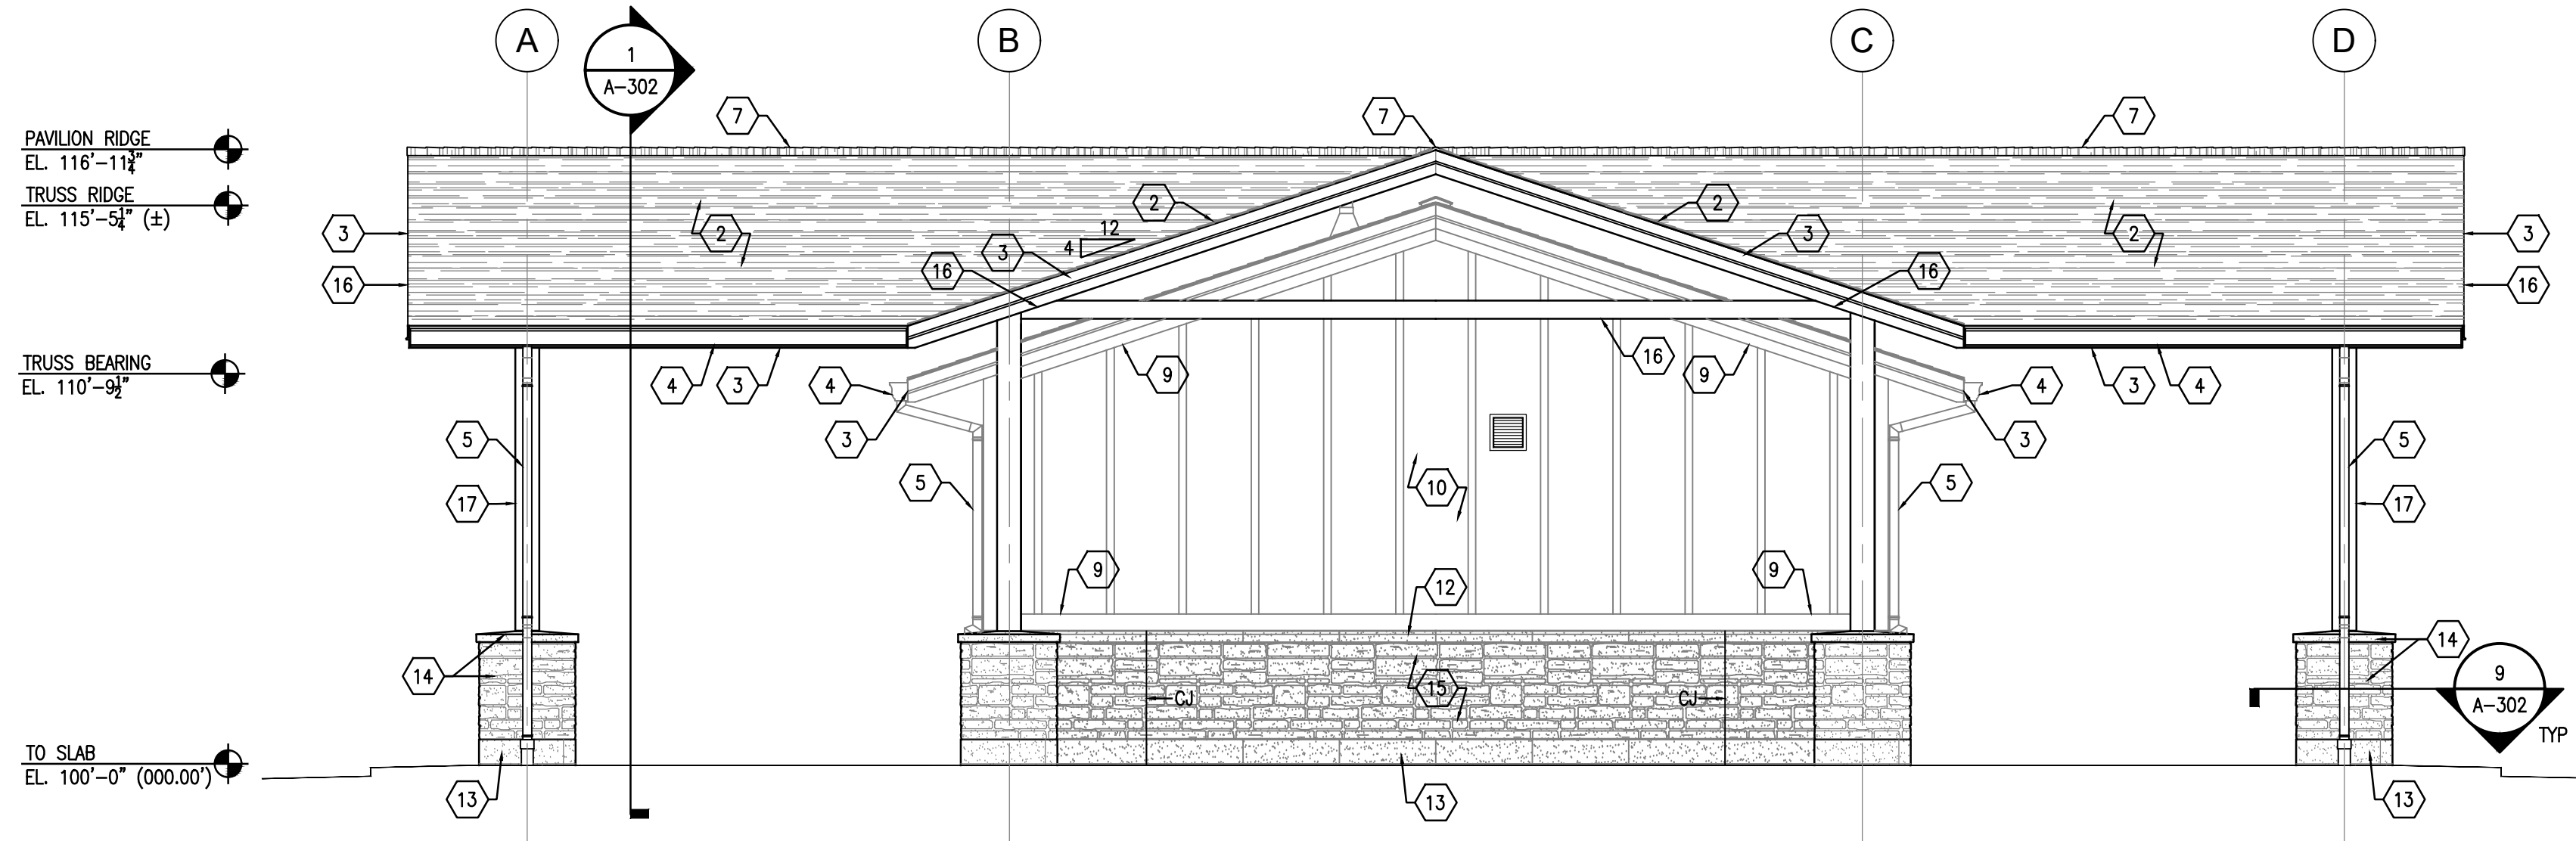 A
B
C
D
1
A-302
7
7
7
PAVILION RIDGE
EL. 116'-11¾"
TRUSS RIDGE
EL. 115'-5¼" (±)
2
2
3
2
12
4
3
3
2
3
16
16
16
16
TRUSS BEARING
EL. 110'-9½"
4
3
4
9
16
9
4
3
4
5
3
3
5
17
5
10
5
17
9
12
9
14
15
CJ
CJ
14
9
A-302
TYP
TO SLAB
EL. 100'-0" (000.00')
13
13
13